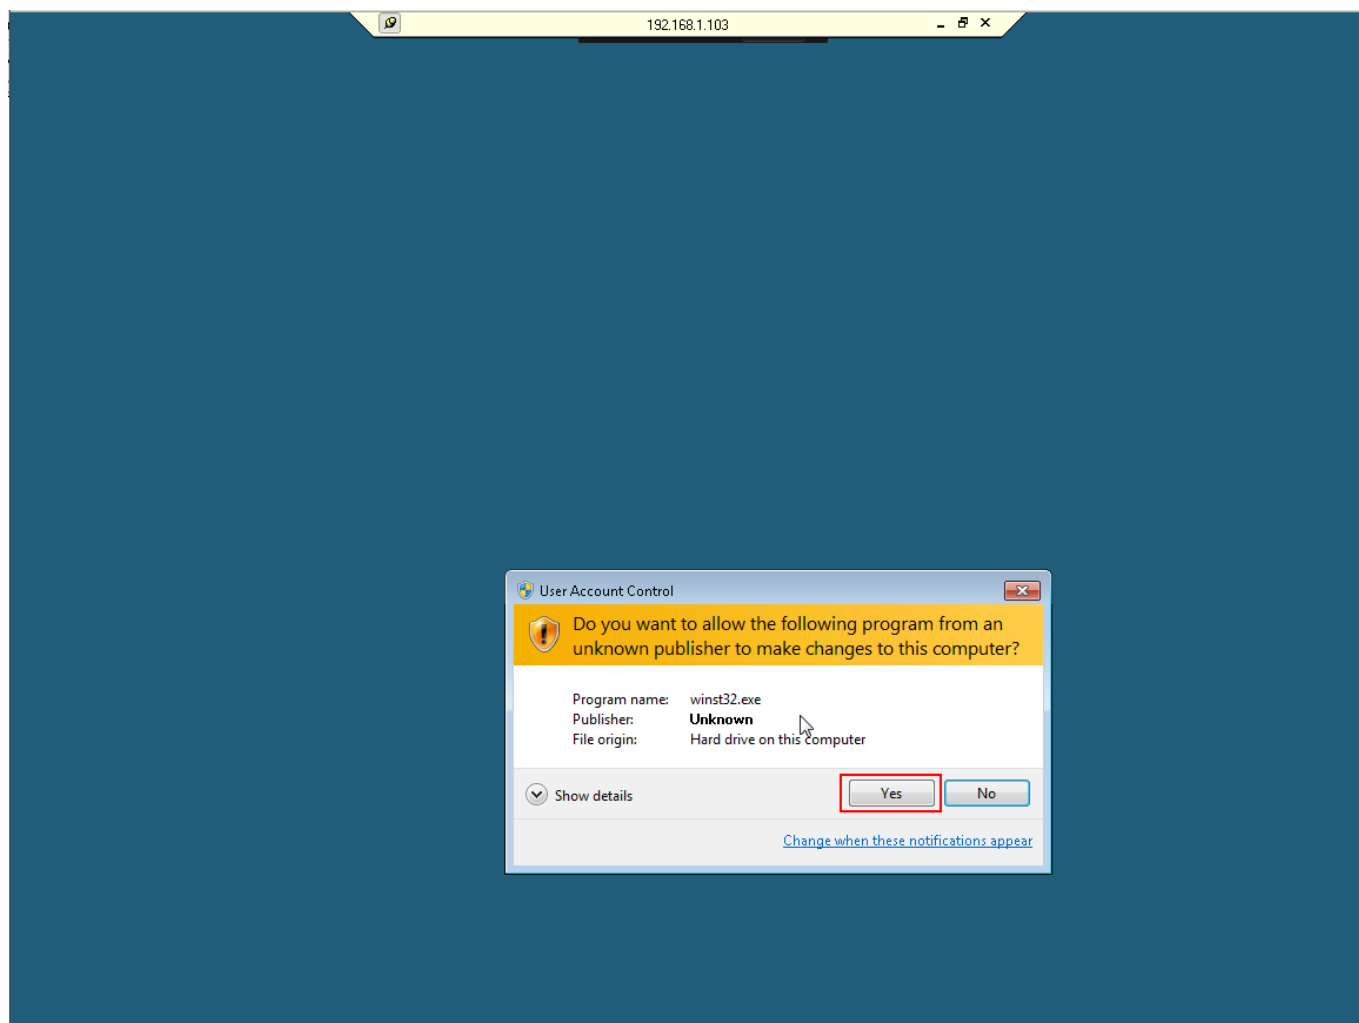 192.168.1.103
User Account Control
Do you want to allow the following program from an
unknown publisher to make changes to this computer?
Program name: winst32.exe
Publisher: Unknown
File origin: Hard drive on this computer
Show details Yes No
Change when these notifications appear